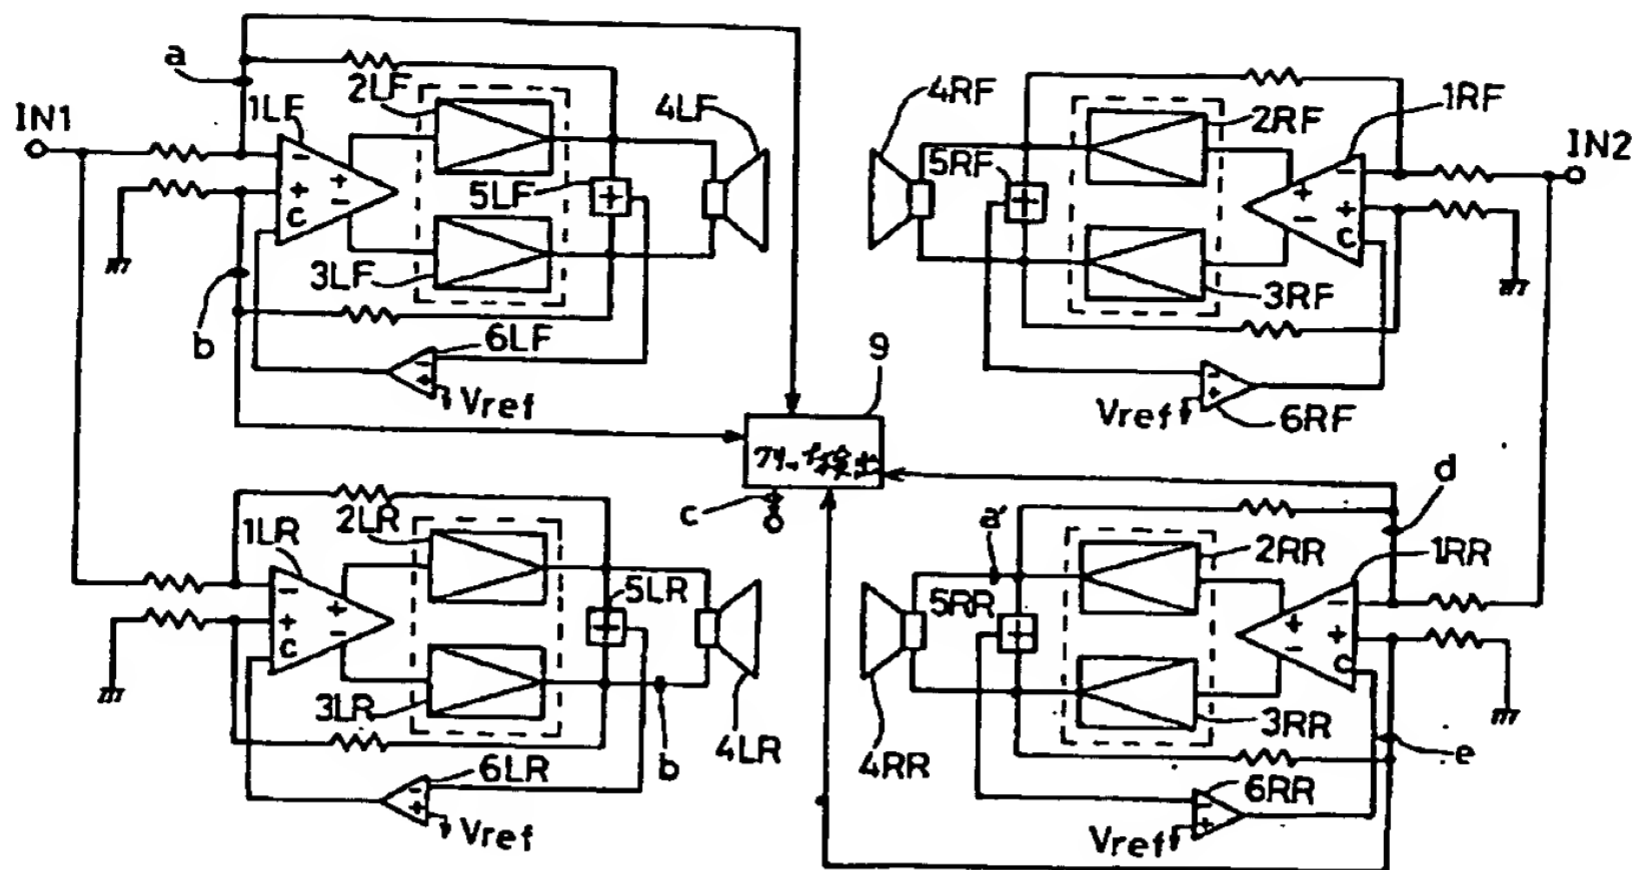 a
2LF
1LF
4LF
IN1
5LF
3LF
b
6LF
Vref
4RF
1RF
2RF
5RF
IN2
3RF
Vref
6RF
9
c
1LR
2LR
5LR
3LR
b
4LR
6LR
Vref
d
a'
2RR
1RR
5RR
3RR
e
4RR
6RR
Vref